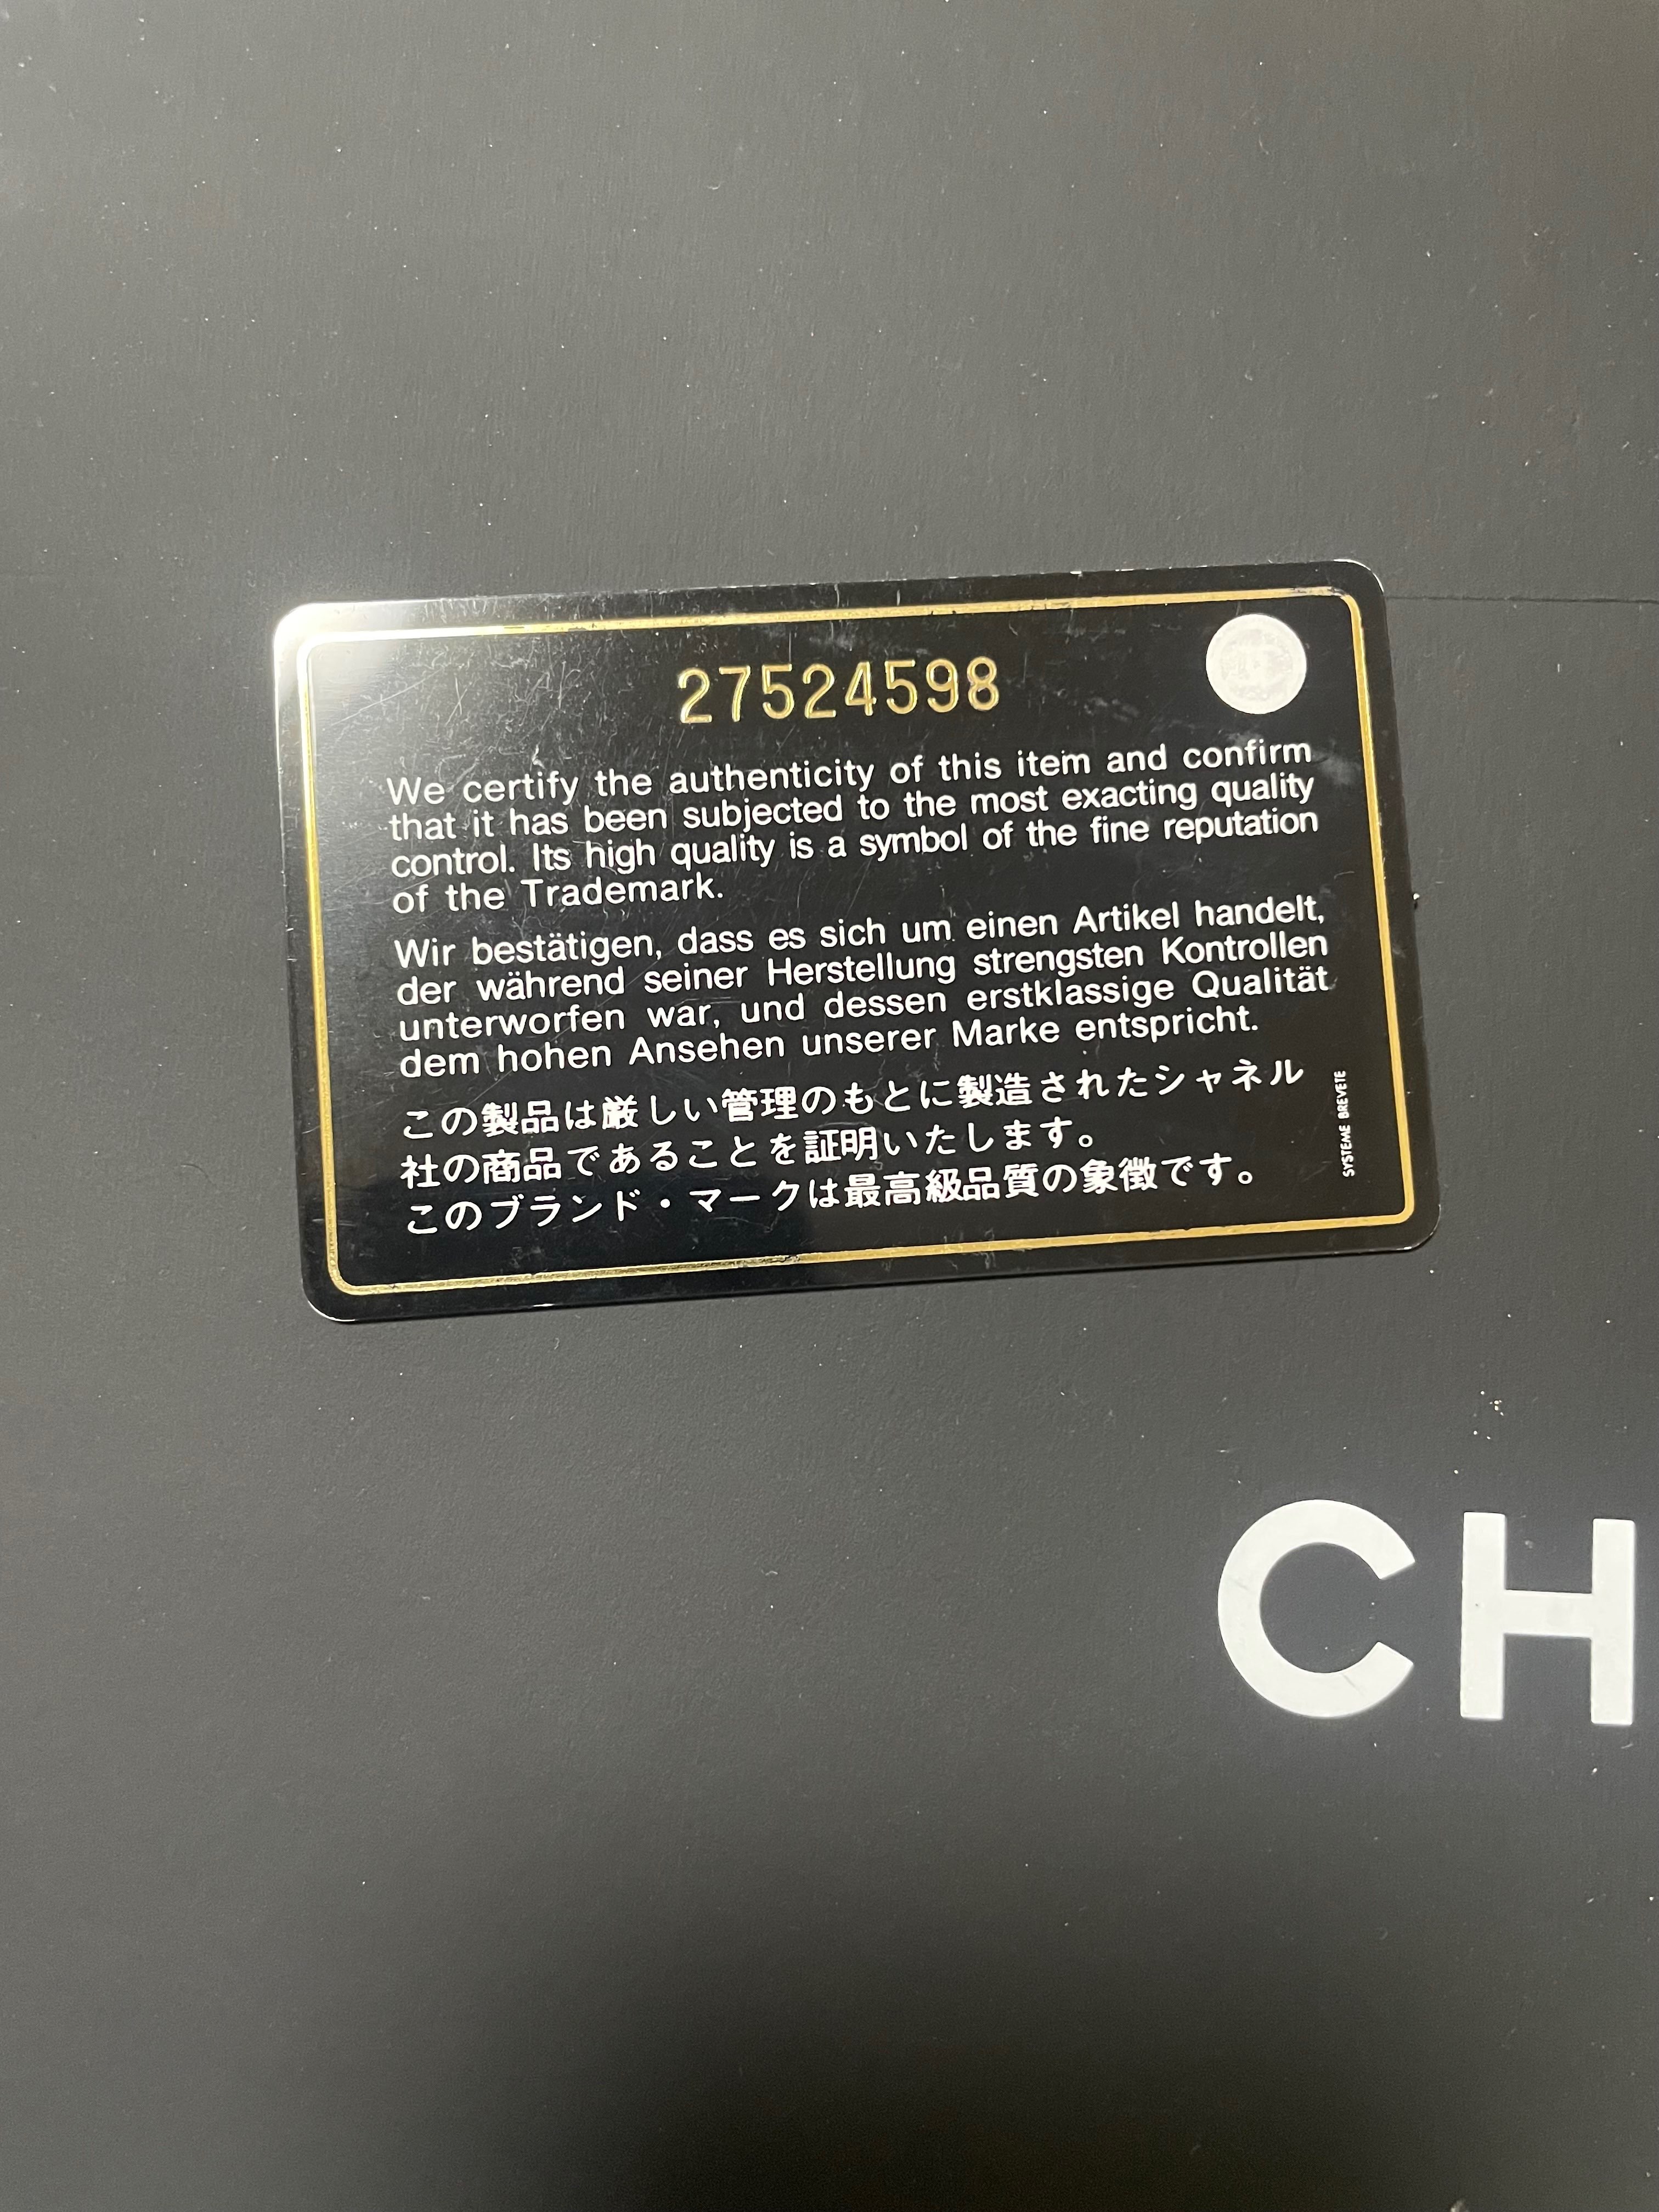 27524598
We certify the authenticity of this item and confirm
that it has been subjected to the most exacting quality
control. Its high quality is a symbol of the fine reputation
of the Trademark.
Wir bestätigen, dass es sich um einen Artikel handelt,
der während seiner Herstellung strengsten Kontrollen
unterworfen war, und dessen erstklassige Qualität
dem hohen Ansehen unserer Marke entspricht.
この製品は厳しい管理のもとに製造されたシャネル
社の商品であることを証明いたします。
このブランド・マークは最高級品質の象徴です。
SYSTEME BREVETE
CH